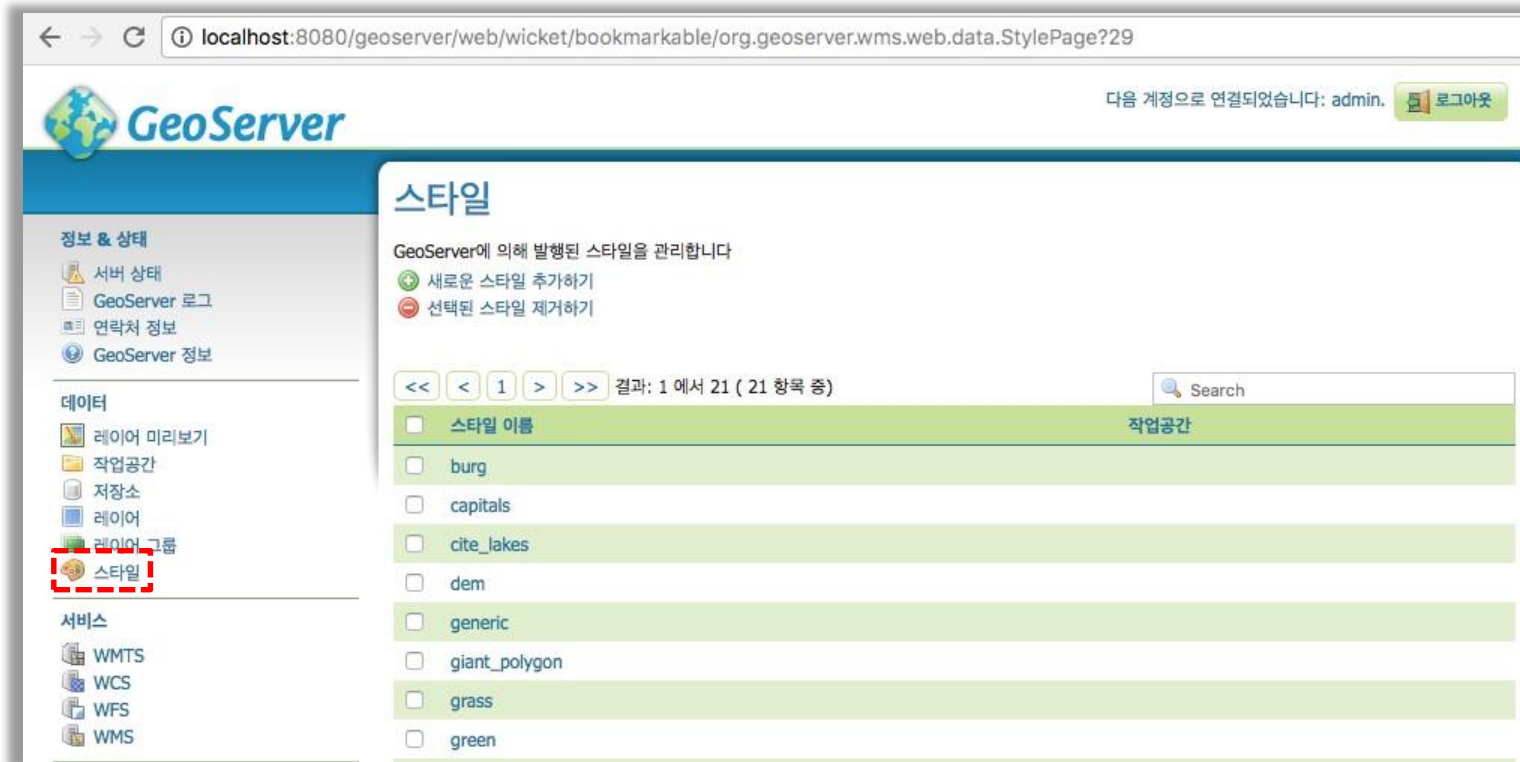 localhost:8080/geoserver/web/wicket/bookmarkable/org.geoserver.wms.web.data.StylePage?29
GeoServer
다음 계정으로 연결되었습니다: admin.
로그아웃
정보 & 상태
서버 상태
GeoServer 로그
연락처 정보
GeoServer 정보
데이터
레이어 미리보기
작업공간
저장소
레이어
레이어 그룹
스타일
서비스
WMTS
WCS
WFS
WMS
스타일
GeoServer에 의해 발행된 스타일을 관리합니다
새로운 스타일 추가하기
선택된 스타일 제거하기
<< < 1 > >> 결과: 1 에서 21 ( 21 항목 중)
Search
스타일 이름 작업공간
burg
capitals
cite_lakes
dem
generic
giant_polygon
grass
green